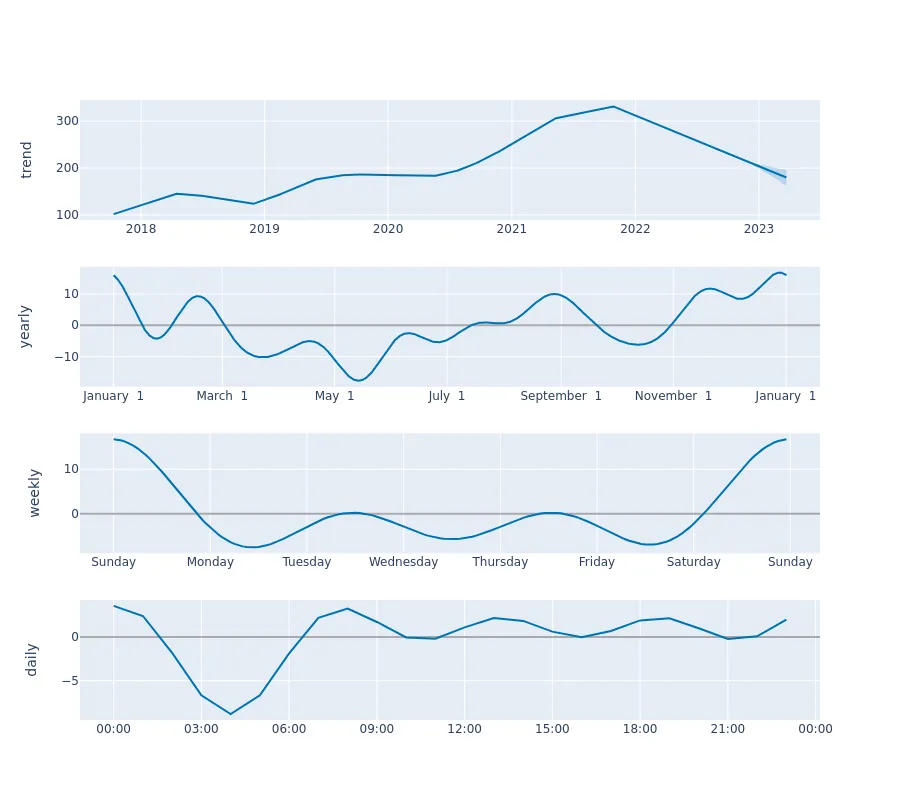 trend
300
200
100
2018 2019 2020 2021 2022 2023
yearly
10
0
−10
January 1 March 1 May 1 July 1 September 1 November 1 January 1
weekly
10
0
Sunday Monday Tuesday Wednesday Thursday Friday Saturday Sunday
daily
0
−5
00:00 03:00 06:00 09:00 12:00 15:00 18:00 21:00 00:00